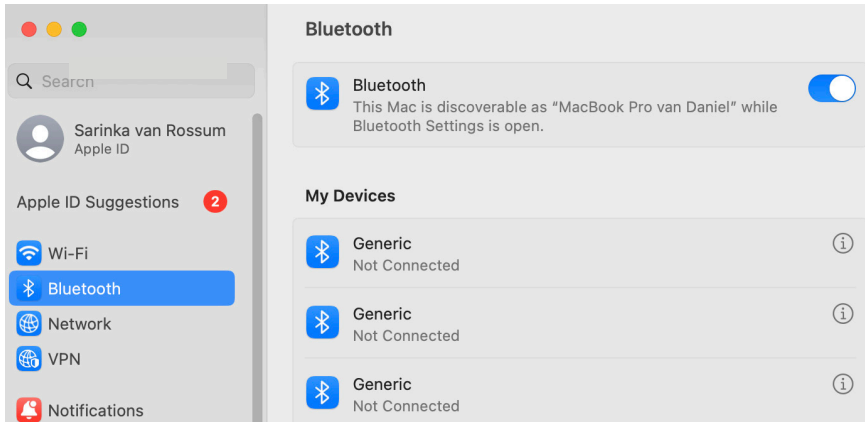 Search
Sarinka van Rossum
Apple ID
Apple ID Suggestions 2
Wi-Fi
Bluetooth
Network
VPN
Notifications
Bluetooth
Bluetooth
This Mac is discoverable as “MacBook Pro van Daniel” while
Bluetooth Settings is open.
My Devices
Generic
Not Connected
Generic
Not Connected
Generic
Not Connected